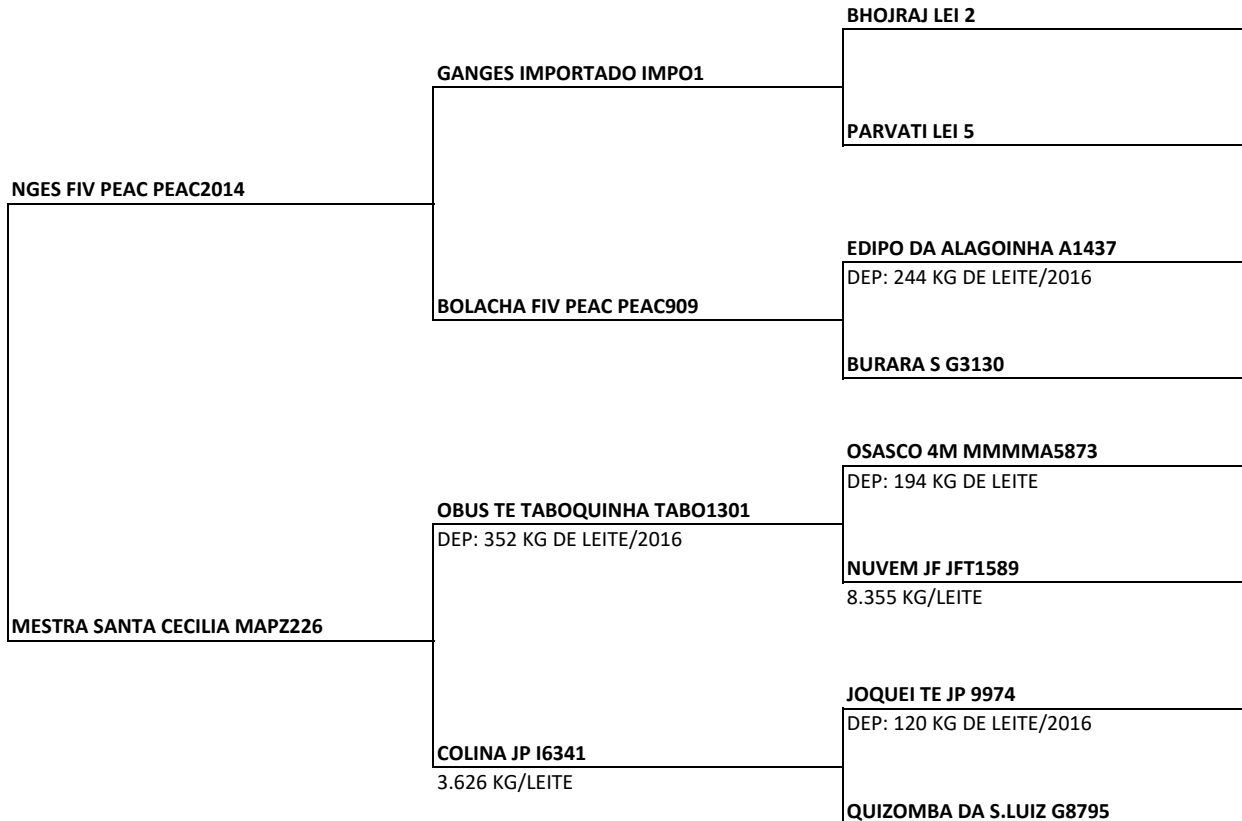 BHOJRAJ LEI 2
GANGES IMPORTADO IMPO1
PARVATI LEI 5
NGES FIV PEAC PEAC2014
EDIPO DA ALAGOINHA A1437
DEP: 244 KG DE LEITE/2016
BOLACHA FIV PEAC PEAC909
BURARA S G3130
OSASCO 4M MMMMA5873
DEP: 194 KG DE LEITE
OBUS TE TABOQUINHA TABO1301
DEP: 352 KG DE LEITE/2016
NUVEM JF JFT1589
8.355 KG/LEITE
MESTRA SANTA CECILIA MAPZ226
JOQUEI TE JP 9974
DEP: 120 KG DE LEITE/2016
COLINA JP I6341
3.626 KG/LEITE
QUIZOMBA DA S.LUIZ G8795